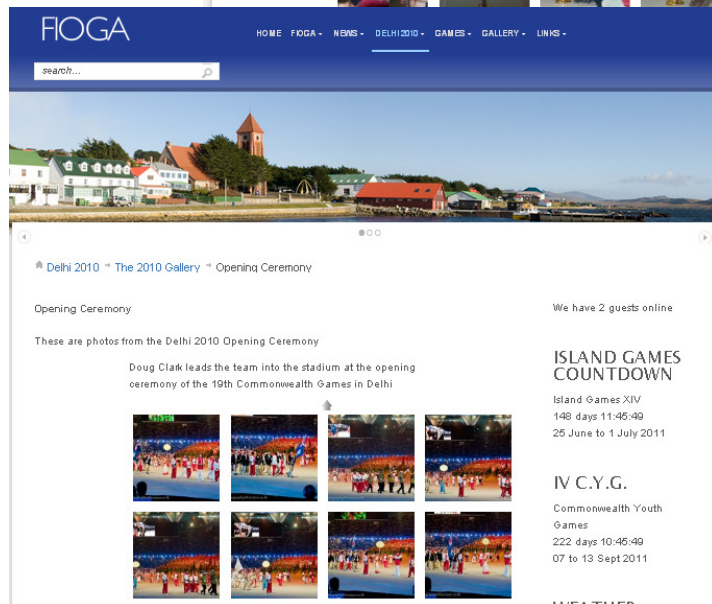 FIOGA
HOME FIOGA NEWS DELHI 2010 GAMES GALLERY LINKS
search...
Delhi 2010 The 2010 Gallery Opening Ceremony
Opening Ceremony
We have 2 guests online
These are photos from the Delhi 2010 Opening Ceremony
Doug Clark leads the team into the stadium at the opening
ceremony of the 19th Commonwealth Games in Delhi
ISLAND GAMES
COUNTDOWN
Island Games XIV
148 days 11:45:49
25 June to 1 July 2011
IV C.Y.G.
Commonwealth Youth
Games
222 days 10:45:49
07 to 13 Sept 2011
WEATHER